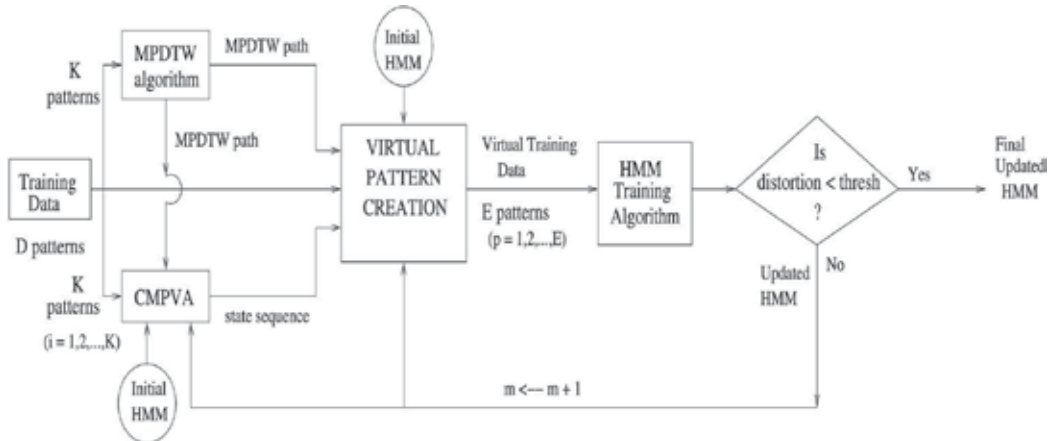 K
patterns
MPDTW
algorithm
MPDTW path
Initial
HMM
MPDTW path
Training
Data
D patterns
VIRTUAL
PATTERN
CREATION
Virtual Training
Data
E patterns
(p = 1,2,...,E)
HMM
Training
Algorithm
Is
distortion < thresh
?
Yes
Final
Updated
HMM
No
Updated
HMM
K
patterns
(i = 1,2,...,K)
CMPVA
state sequence
Initial
HMM
m <--- m + 1